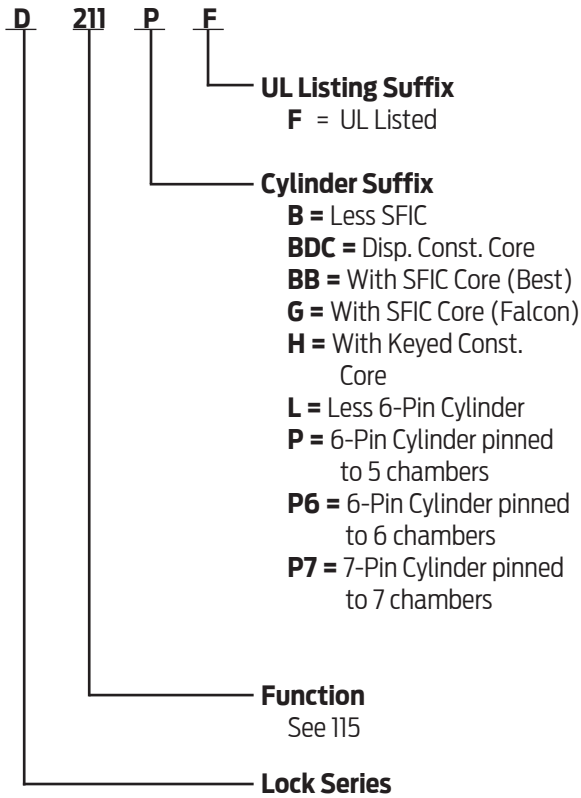 D 211 P F
UL Listing Suffix
F = UL Listed
Cylinder Suffix
B = Less SFIC
BDC = Disp. Const. Core
BB = With SFIC Core (Best)
G = With SFIC Core (Falcon)
H = With Keyed Const.
Core
L = Less 6-Pin Cylinder
P = 6-Pin Cylinder pinned
to 5 chambers
P6 = 6-Pin Cylinder pinned
to 6 chambers
P7 = 7-Pin Cylinder pinned
to 7 chambers
Function
See 115
Lock Series